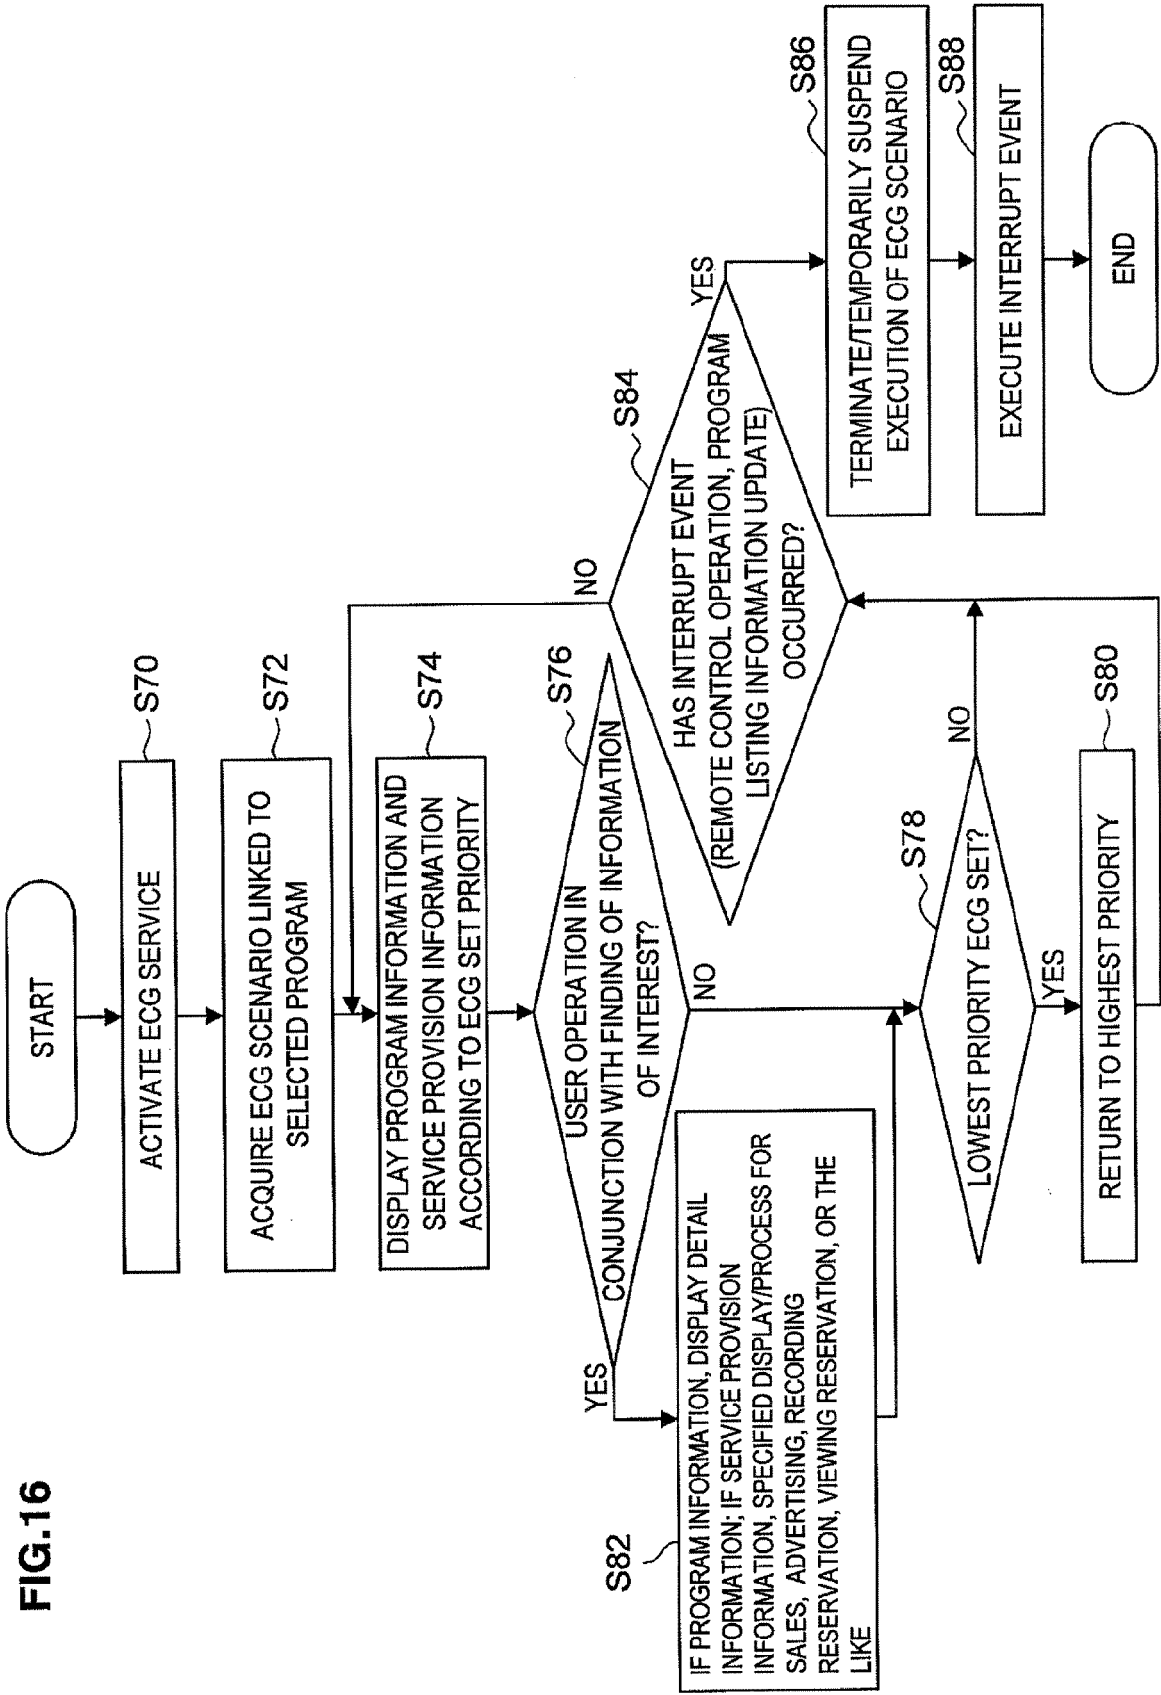 FIG.16
START
S70
ACTIVATE ECG SERVICE
S72
ACQUIRE ECG SCENARIO LINKED TO
SELECTED PROGRAM
S74
DISPLAY PROGRAM INFORMATION AND
SERVICE PROVISION INFORMATION
ACCORDING TO ECG SET PRIORITY
S76
USER OPERATION IN
CONJUNCTION WITH FINDING OF INFORMATION
OF INTEREST?
YES
NO
S82
IF PROGRAM INFORMATION, DISPLAY DETAIL
INFORMATION; IF SERVICE PROVISION
INFORMATION, SPECIFIED DISPLAY/PROCESS FOR
SALES, ADVERTISING, RECORDING
RESERVATION, VIEWING RESERVATION, OR THE
LIKE
S78
LOWEST PRIORITY ECG SET?
NO
YES
S80
RETURN TO HIGHEST PRIORITY
S84
NO
HAS INTERRUPT EVENT
(REMOTE CONTROL OPERATION, PROGRAM
LISTING INFORMATION UPDATE)
OCCURRED?
YES
S86
TERMINATE/TEMPORARILY SUSPEND
EXECUTION OF ECG SCENARIO
S88
EXECUTE INTERRUPT EVENT
END